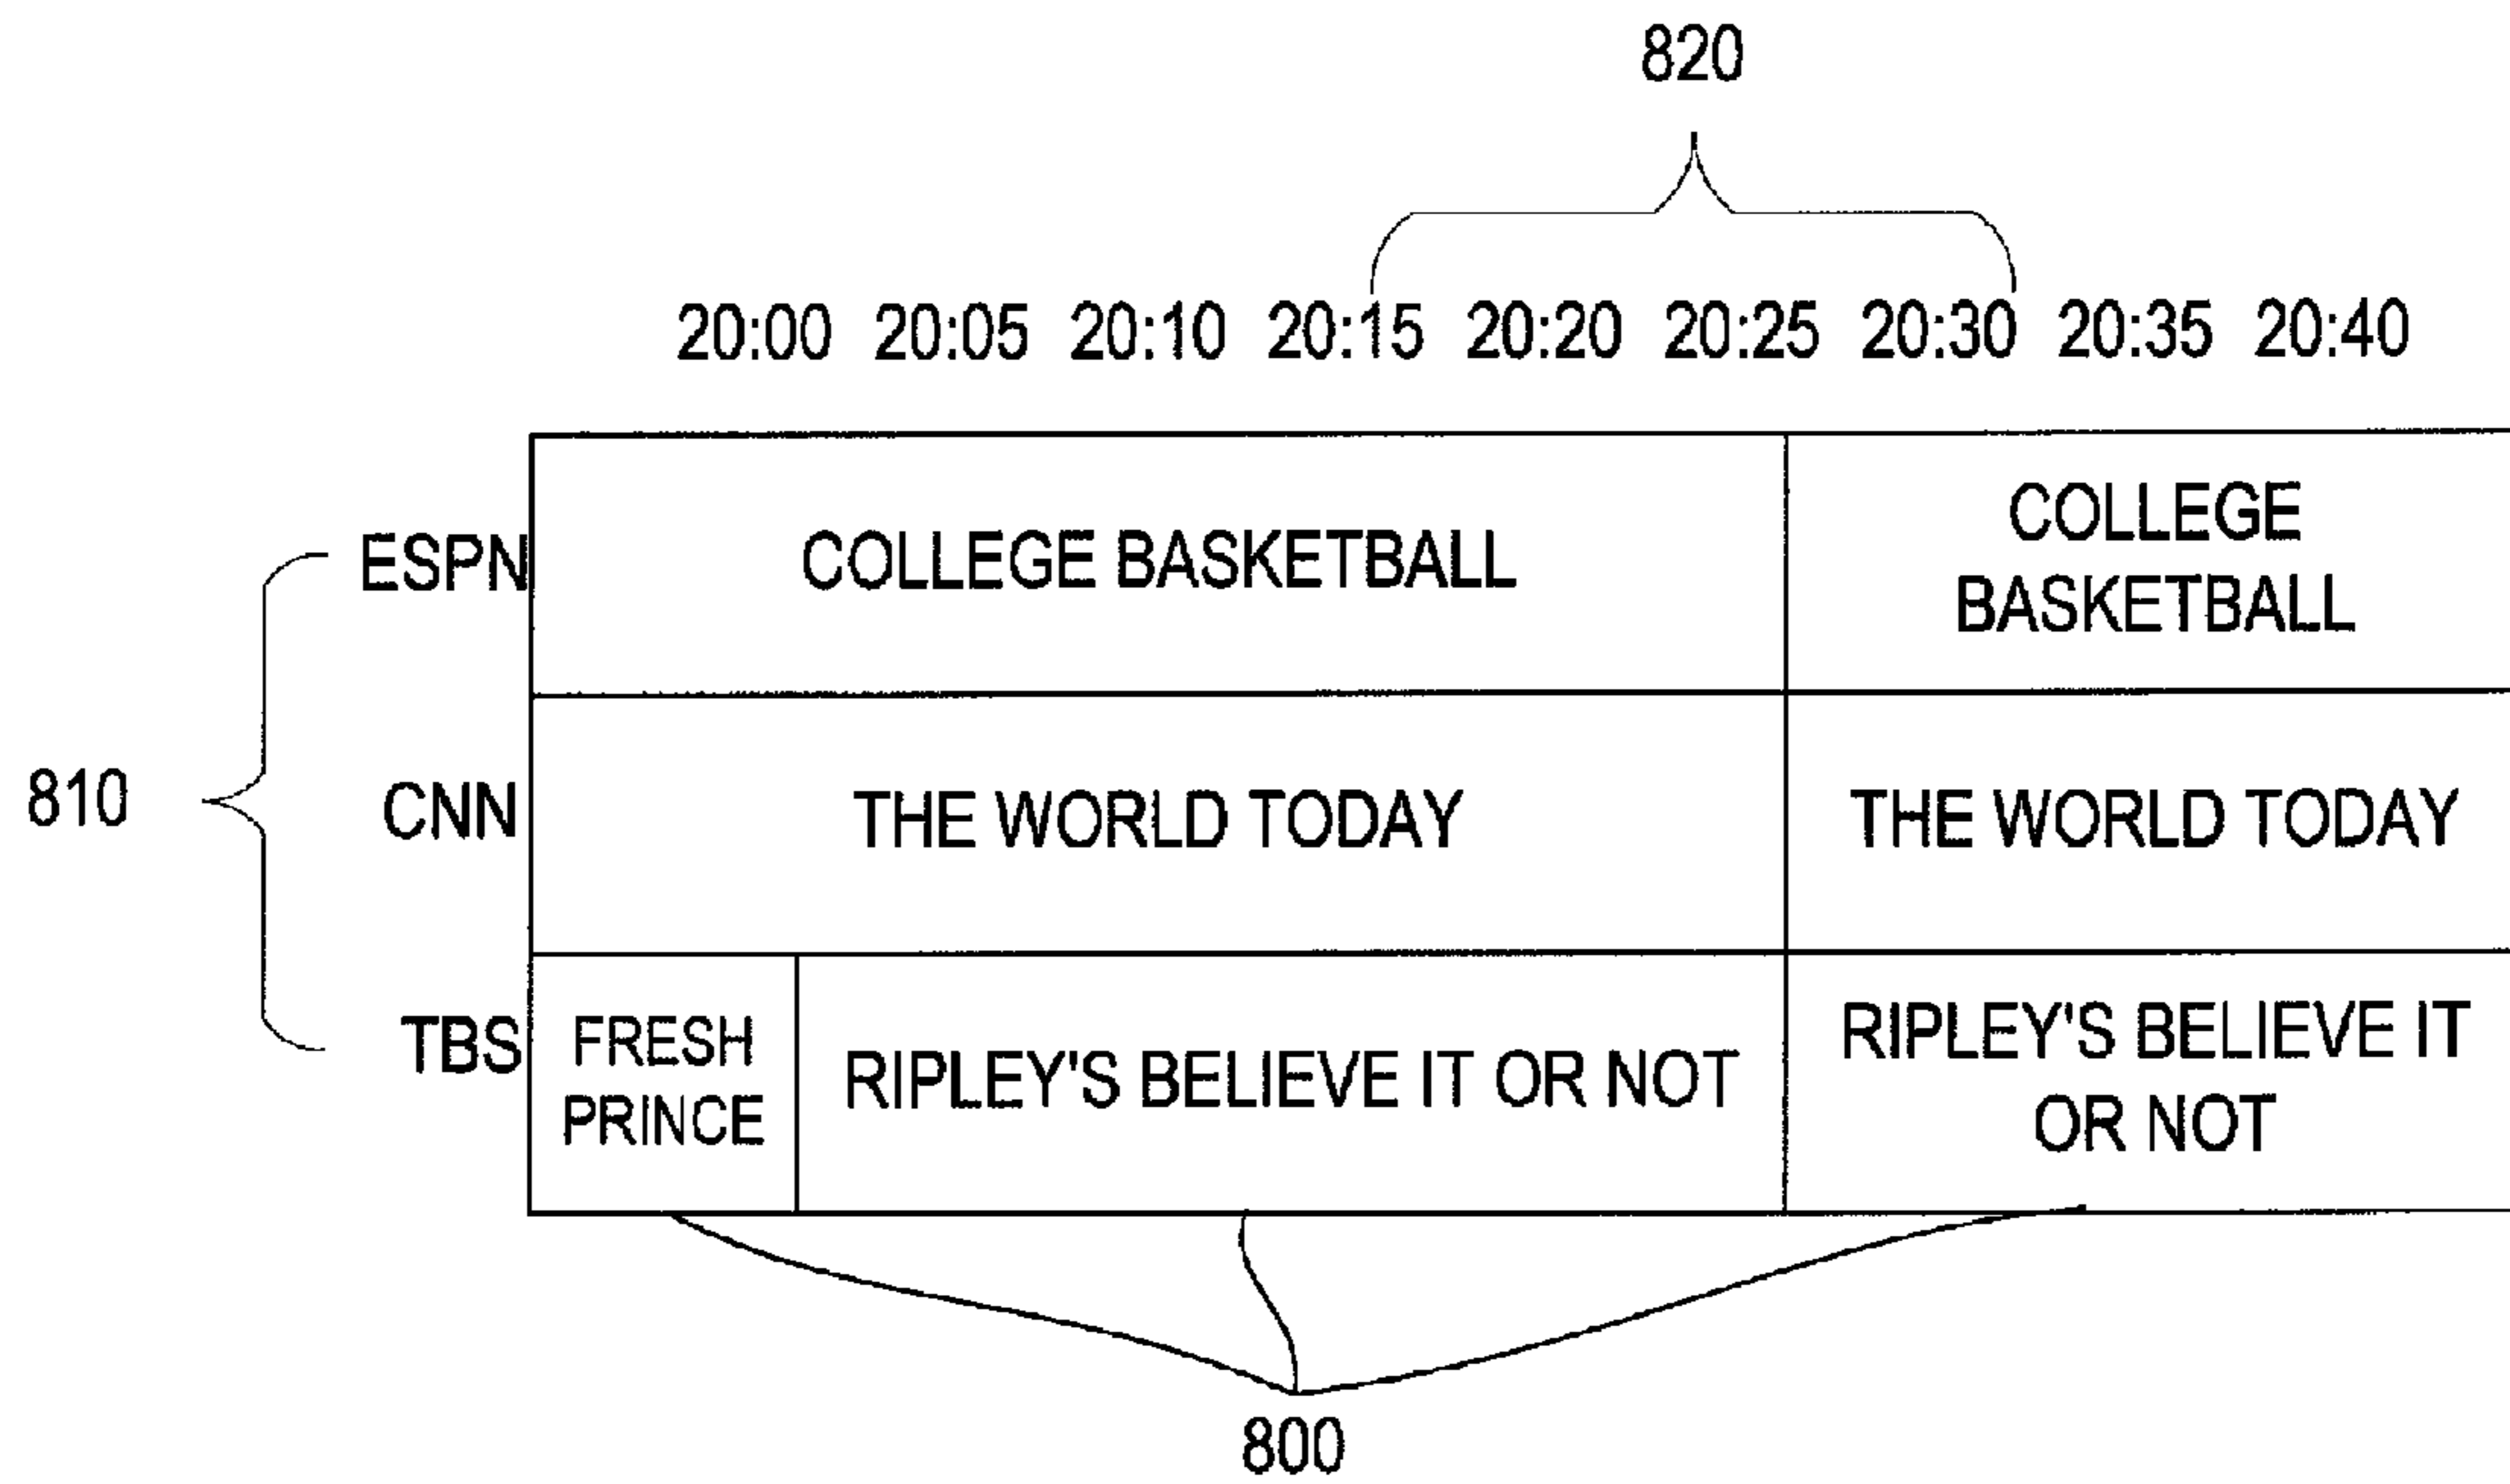 820
20:00 20:05 20:10 20:15 20:20 20:25 20:30 20:35 20:40
ESPN
COLLEGE BASKETBALL
COLLEGE
BASKETBALL
810
CNN
THE WORLD TODAY
THE WORLD TODAY
TBS
FRESH
PRINCE
RIPLEY'S BELIEVE IT OR NOT
RIPLEY'S BELIEVE IT
OR NOT
800